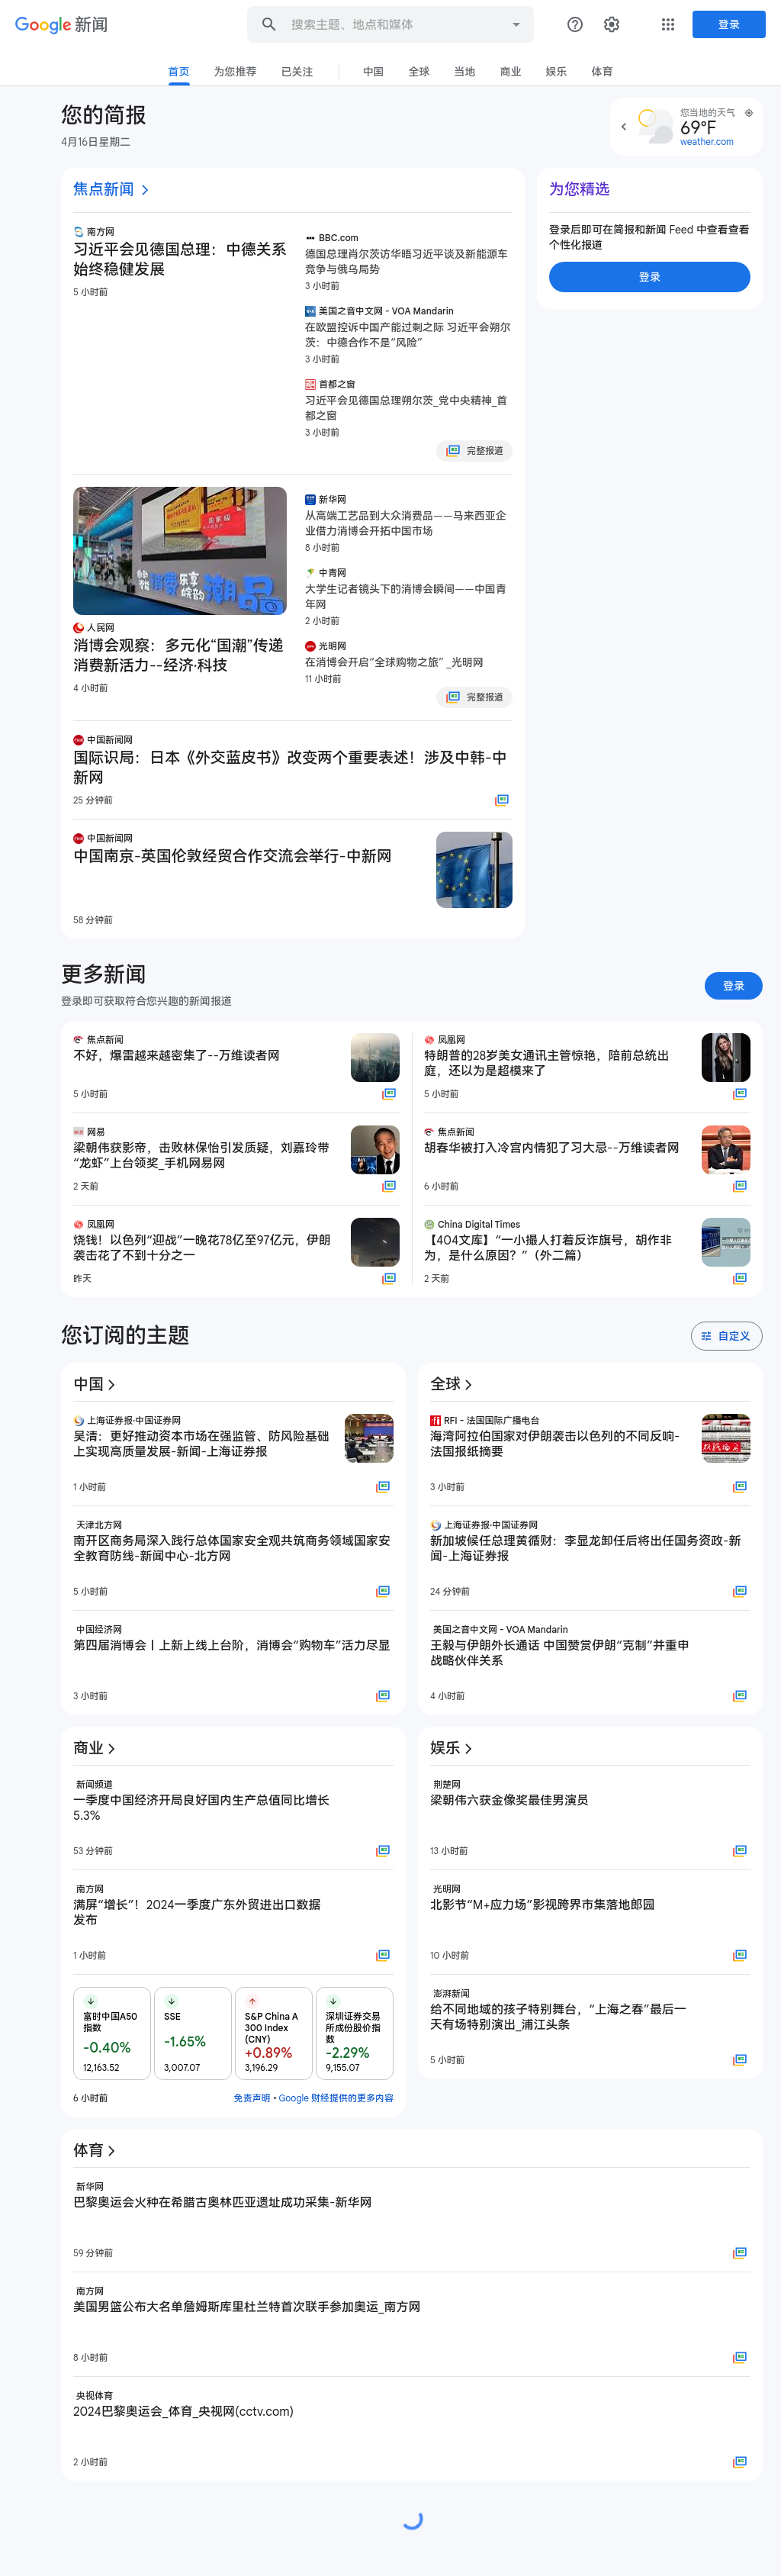 Google 新闻
搜索主题、地点和媒体
登录
首页
为您推荐
已关注
中国
全球
当地
商业
娱乐
体育
您的简报
4月16日星期二
您当地的天气
69°F
weather.com
焦点新闻
南方网
习近平会见德国总理：中德关系
始终稳健发展
5 小时前
BBC.com
德国总理肖尔茨访华晤习近平谈及新能源车
竞争与俄乌局势
3 小时前
美国之音中文网 - VOA Mandarin
在欧盟控诉中国产能过剩之际 习近平会朔尔
茨：中德合作不是“风险”
3 小时前
首都之窗
习近平会见德国总理朔尔茨_党中央精神_首
都之窗
3 小时前
完整报道
为您精选
登录后即可在简报和新闻 Feed 中查看查看
个性化报道
登录
人民网
消博会观察：多元化“国潮”传递
消费新活力--经济·科技
4 小时前
新华网
从高端工艺品到大众消费品——马来西亚企
业借力消博会开拓中国市场
8 小时前
中青网
大学生记者镜头下的消博会瞬间——中国青
年网
2 小时前
光明网
在消博会开启“全球购物之旅” _光明网
11 小时前
完整报道
中国新闻网
国际识局：日本《外交蓝皮书》改变两个重要表述！涉及中韩-中
新网
25 分钟前
中国新闻网
中国南京-英国伦敦经贸合作交流会举行-中新网
58 分钟前
更多新闻
登录即可获取符合您兴趣的新闻报道
登录
焦点新闻
不好，爆雷越来越密集了--万维读者网
5 小时前
凤凰网
特朗普的28岁美女通讯主管惊艳，陪前总统出
庭，还以为是超模来了
5 小时前
网易
梁朝伟获影帝，击败林保怡引发质疑，刘嘉玲带
“龙虾”上台领奖_手机网易网
2 天前
焦点新闻
胡春华被打入冷宫内情犯了习大忌--万维读者网
6 小时前
凤凰网
烧钱！以色列“迎战”一晚花78亿至97亿元，伊朗
袭击花了不到十分之一
昨天
China Digital Times
【404文库】“一小撮人打着反诈旗号，胡作非
为，是什么原因？”（外二篇）
2 天前
您订阅的主题
自定义
中国
上海证券报·中国证券网
吴清：更好推动资本市场在强监管、防风险基础
上实现高质量发展-新闻-上海证券报
1 小时前
天津北方网
南开区商务局深入践行总体国家安全观共筑商务领域国家安
全教育防线-新闻中心-北方网
5 小时前
中国经济网
第四届消博会丨上新上线上台阶，消博会“购物车”活力尽显
3 小时前
全球
RFI - 法国国际广播电台
海湾阿拉伯国家对伊朗袭击以色列的不同反响-
法国报纸摘要
3 小时前
上海证券报·中国证券网
新加坡候任总理黄循财：李显龙卸任后将出任国务资政-新
闻-上海证券报
24 分钟前
美国之音中文网 - VOA Mandarin
王毅与伊朗外长通话 中国赞赏伊朗“克制”并重申
战略伙伴关系
4 小时前
商业
新闻频道
一季度中国经济开局良好国内生产总值同比增长
5.3%
53 分钟前
南方网
满屏“增长”！2024一季度广东外贸进出口数据
发布
1 小时前
富时中国A50
指数
-0.40%
12,163.52
SSE
-1.65%
3,007.07
S&P China A
300 Index
(CNY)
+0.89%
3,196.29
深圳证券交易
所成份股价指
数
-2.29%
9,155.07
6 小时前
免责声明 • Google 财经提供的更多内容
娱乐
荆楚网
梁朝伟六获金像奖最佳男演员
13 小时前
光明网
北影节“M+应力场”影视跨界市集落地郎园
10 小时前
澎湃新闻
给不同地域的孩子特别舞台，“上海之春”最后一
天有场特别演出_浦江头条
5 小时前
体育
新华网
巴黎奥运会火种在希腊古奥林匹亚遗址成功采集-新华网
59 分钟前
南方网
美国男篮公布大名单詹姆斯库里杜兰特首次联手参加奥运_南方网
8 小时前
央视体育
2024巴黎奥运会_体育_央视网(cctv.com)
2 小时前